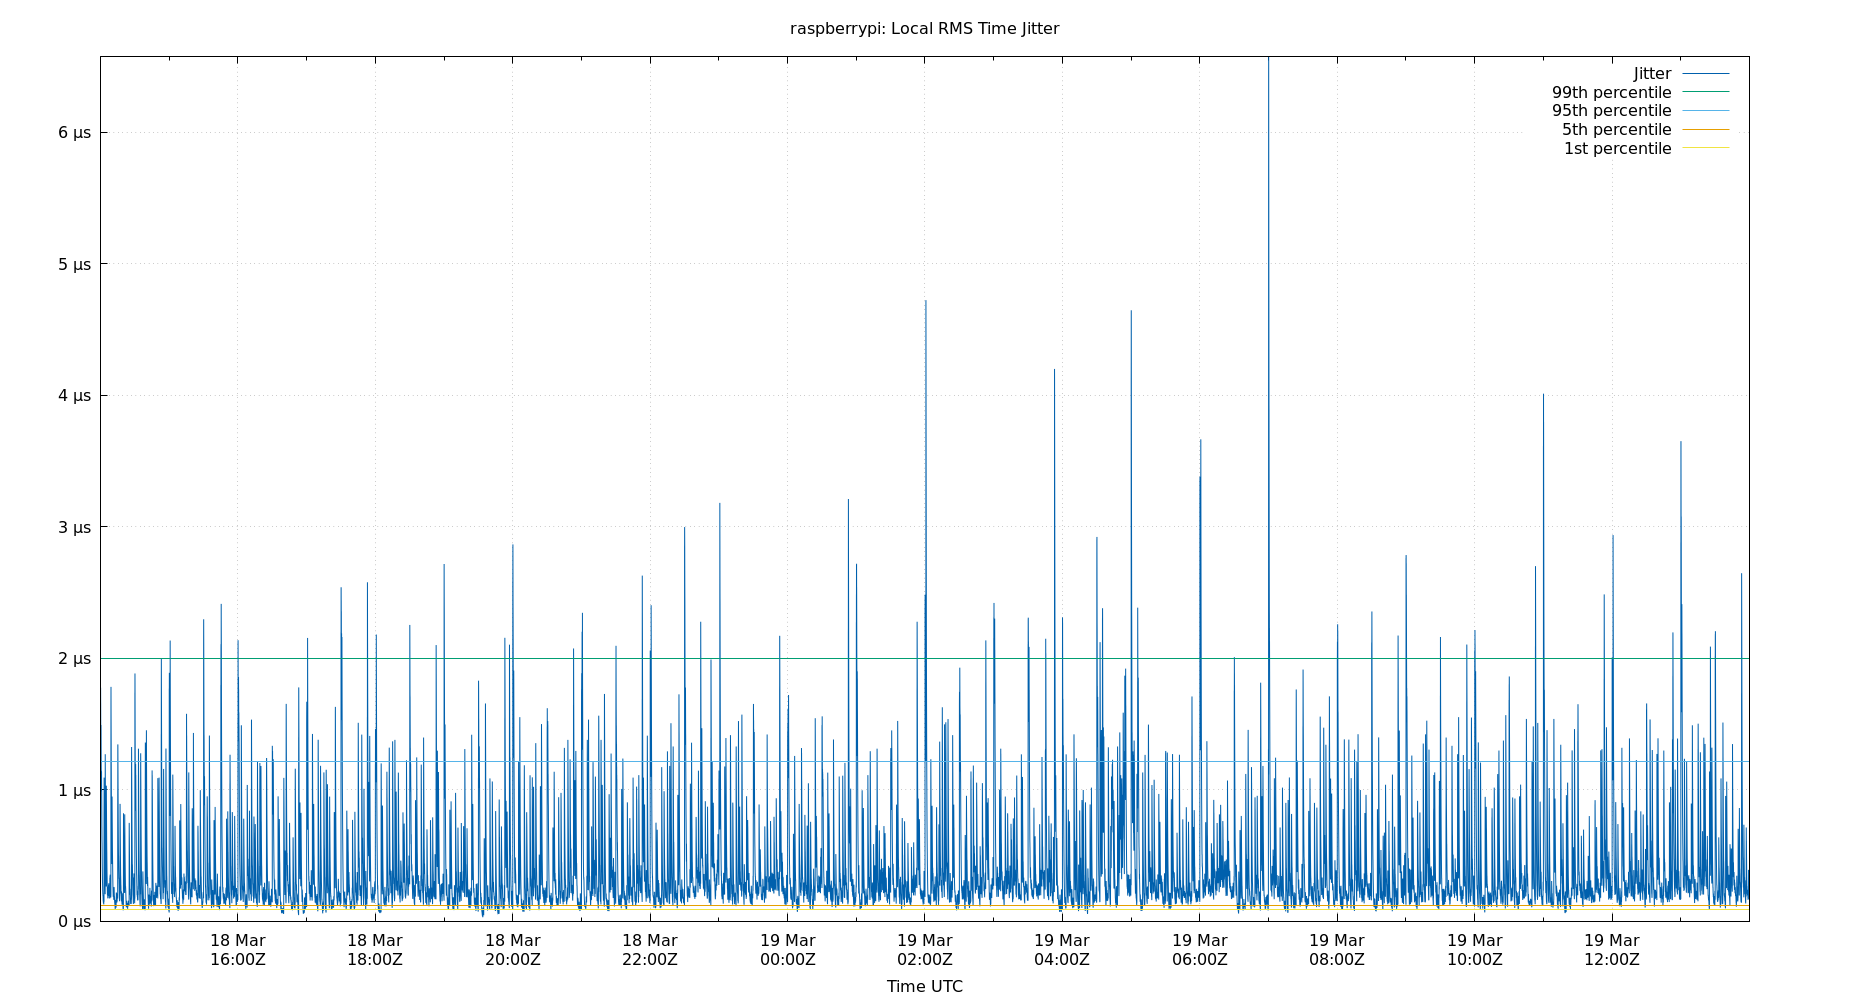 raspberrypi: Local RMS Time Jitter
Jitter
99th percentile
95th percentile
5th percentile
1st percentile
6 µs
5 µs
4 µs
3 µs
2 µs
1 µs
0 µs
18 Mar 18 Mar 18 Mar 18 Mar 19 Mar 19 Mar 19 Mar 19 Mar 19 Mar 19 Mar 19 Mar
16:00Z 18:00Z 20:00Z 22:00Z 00:00Z 02:00Z 04:00Z 06:00Z 08:00Z 10:00Z 12:00Z
Time UTC